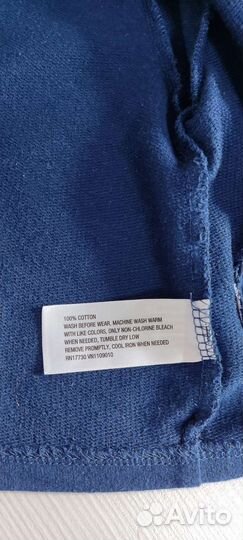 100% COTTON
WASH BEFORE WEAR, MACHINE WASH WARM
WITH LIKE COLORS, ONLY NON-CHLORINE BLEACH
WHEN NEEDED, TUMBLE DRY LOW
REMOVE PROMPTLY, COOL IRON WHEN NEEDED
RN17730 VN1109010
Avito